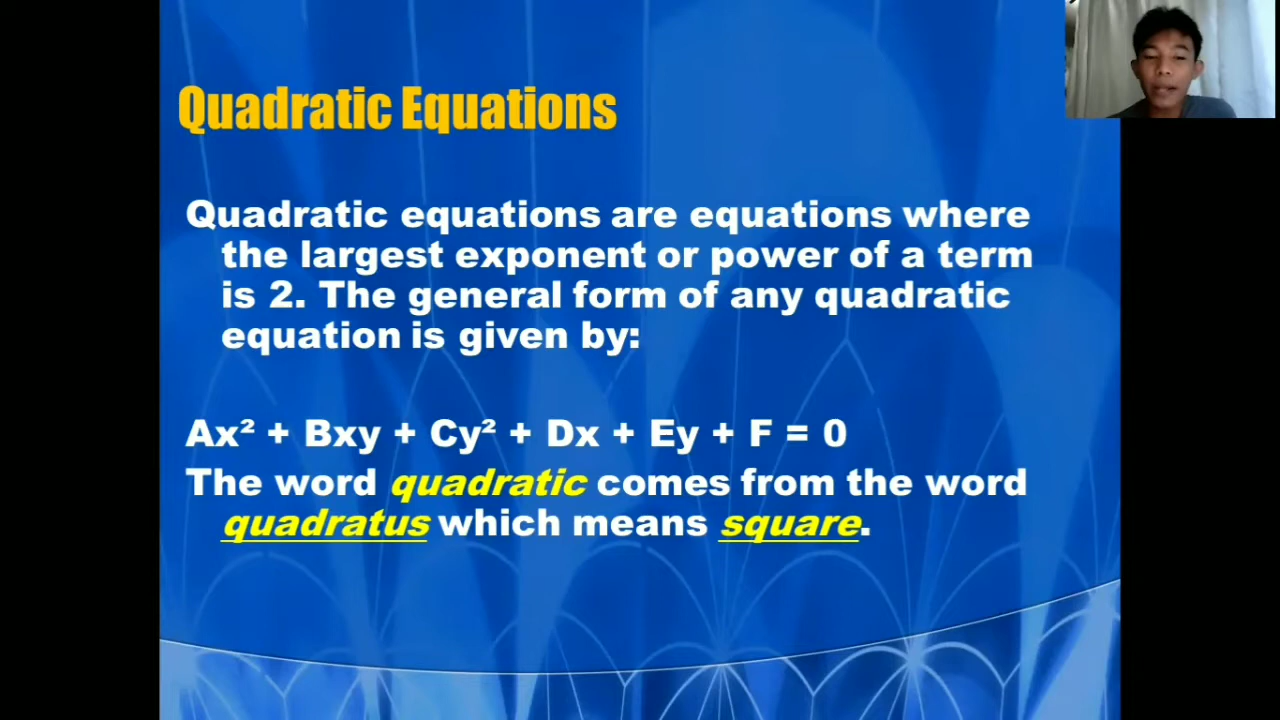 Quadratic Equations
Quadratic equations are equations where
the largest exponent or power of a term
is 2. The general form of any quadratic
equation is given by:
Ax² + Bxy + Cy² + Dx + Ey + F = 0
The word quadratic comes from the word
quadratus which means square.